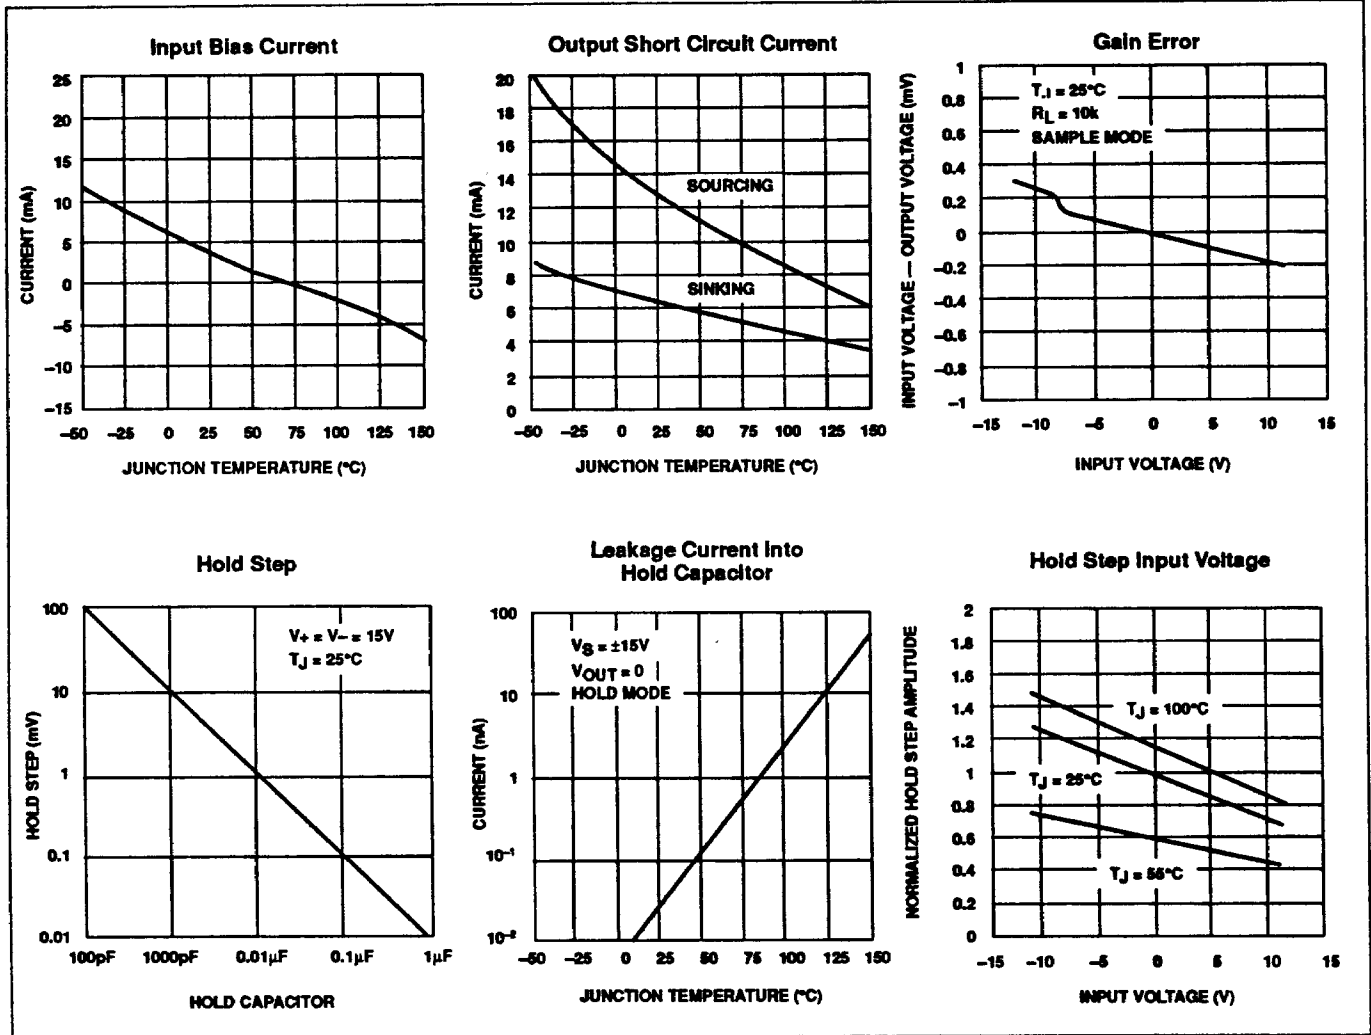 Input Bias Current
25
20
15
10
5
0
−5
−10
−15
CURRENT (mA)
−50 −25 0 25 50 75 100 125 150
JUNCTION TEMPERATURE (°C)
Output Short Circuit Current
20
18
16
14
12
10
8
6
4
2
0
CURRENT (mA)
SOURCING
SINKING
−50 −25 0 25 50 75 100 125 150
JUNCTION TEMPERATURE (°C)
Gain Error
1
0.8
0.6
0.4
0.2
0
−0.2
−0.4
−0.6
−0.8
−1
INPUT VOLTAGE — OUTPUT VOLTAGE (mV)
TJ = 25°C
RL = 10k
SAMPLE MODE
−15 −10 −5 0 5 10 15
INPUT VOLTAGE (V)
Hold Step
100
10
1
0.1
0.01
HOLD STEP (mV)
V+ = V− = 15V
TJ = 25°C
100pF 1000pF 0.01µF 0.1µF 1µF
HOLD CAPACITOR
Leakage Current into
Hold Capacitor
100
10
1
10−1
10−2
CURRENT (nA)
VS = ±15V
VOUT = 0
HOLD MODE
−50 −25 0 25 50 75 100 125 150
JUNCTION TEMPERATURE (°C)
Hold Step Input Voltage
2
1.8
1.6
1.4
1.2
1
0.8
0.6
0.4
0.2
0
NORMALIZED HOLD STEP AMPLITUDE
TJ = 100°C
TJ = 25°C
TJ = 55°C
−15 −10 −5 0 5 10 15
INPUT VOLTAGE (V)